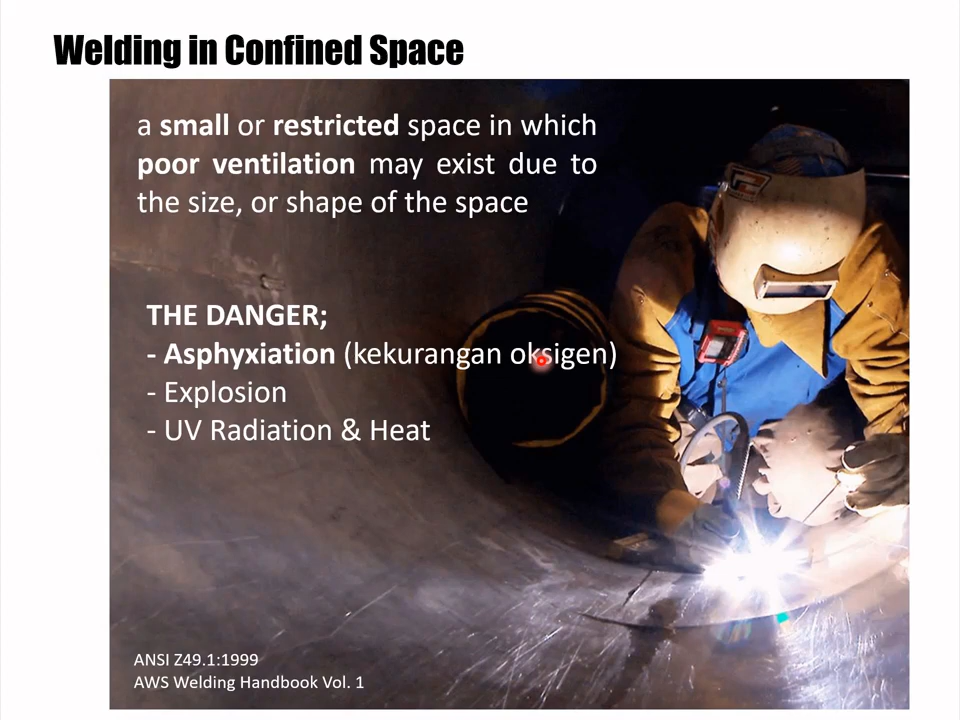 Welding in Confined Space
a small or restricted space in which
poor ventilation may exist due to
the size, or shape of the space
THE DANGER;
- Asphyxiation (kekurangan oksigen)
- Explosion
- UV Radiation & Heat
ANSI Z49.1:1999
AWS Welding Handbook Vol. 1